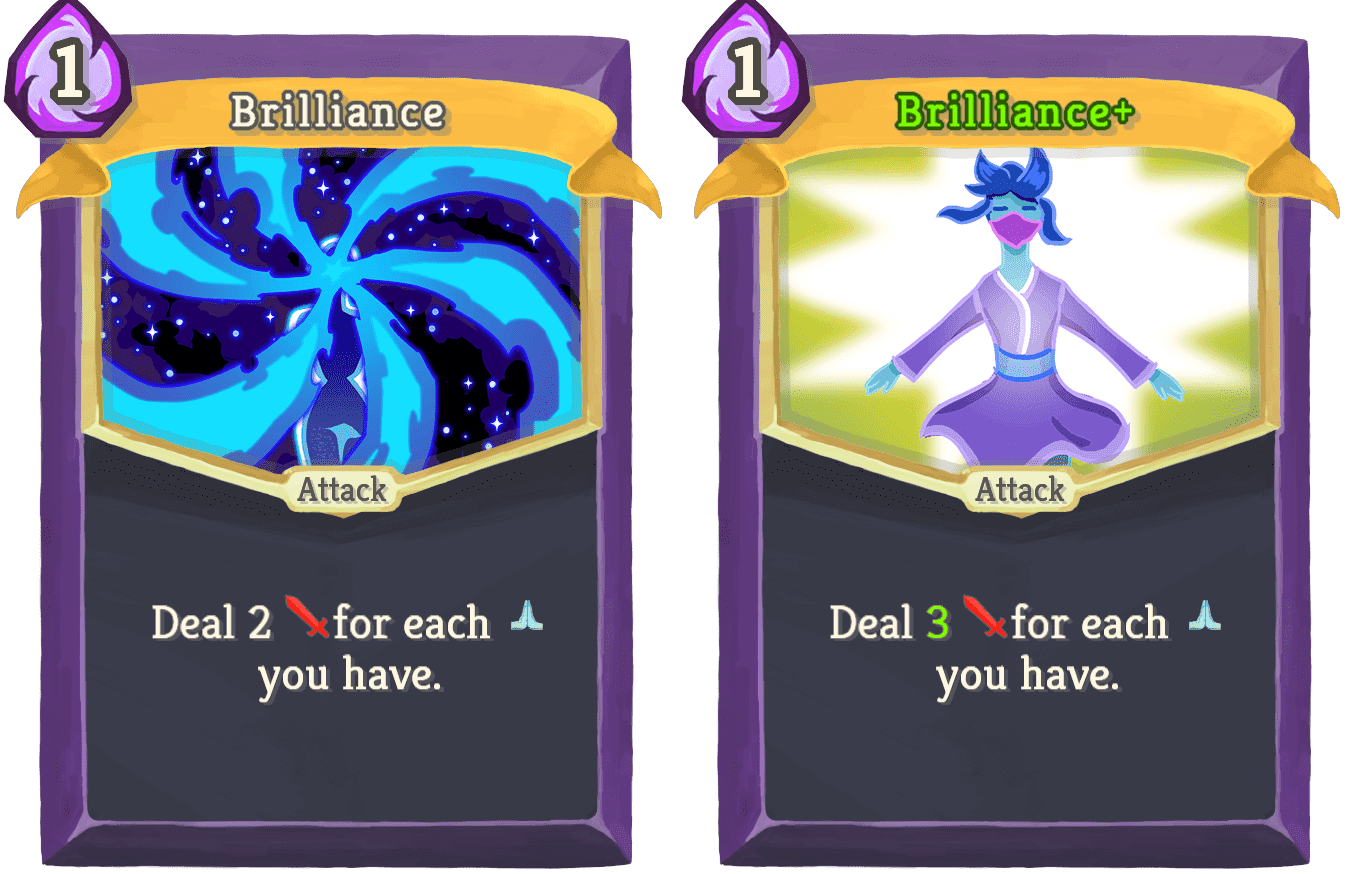 1
Brilliance
Attack
Deal 2 for each
you have.
1
Brilliance+
Attack
Deal 3 for each
you have.